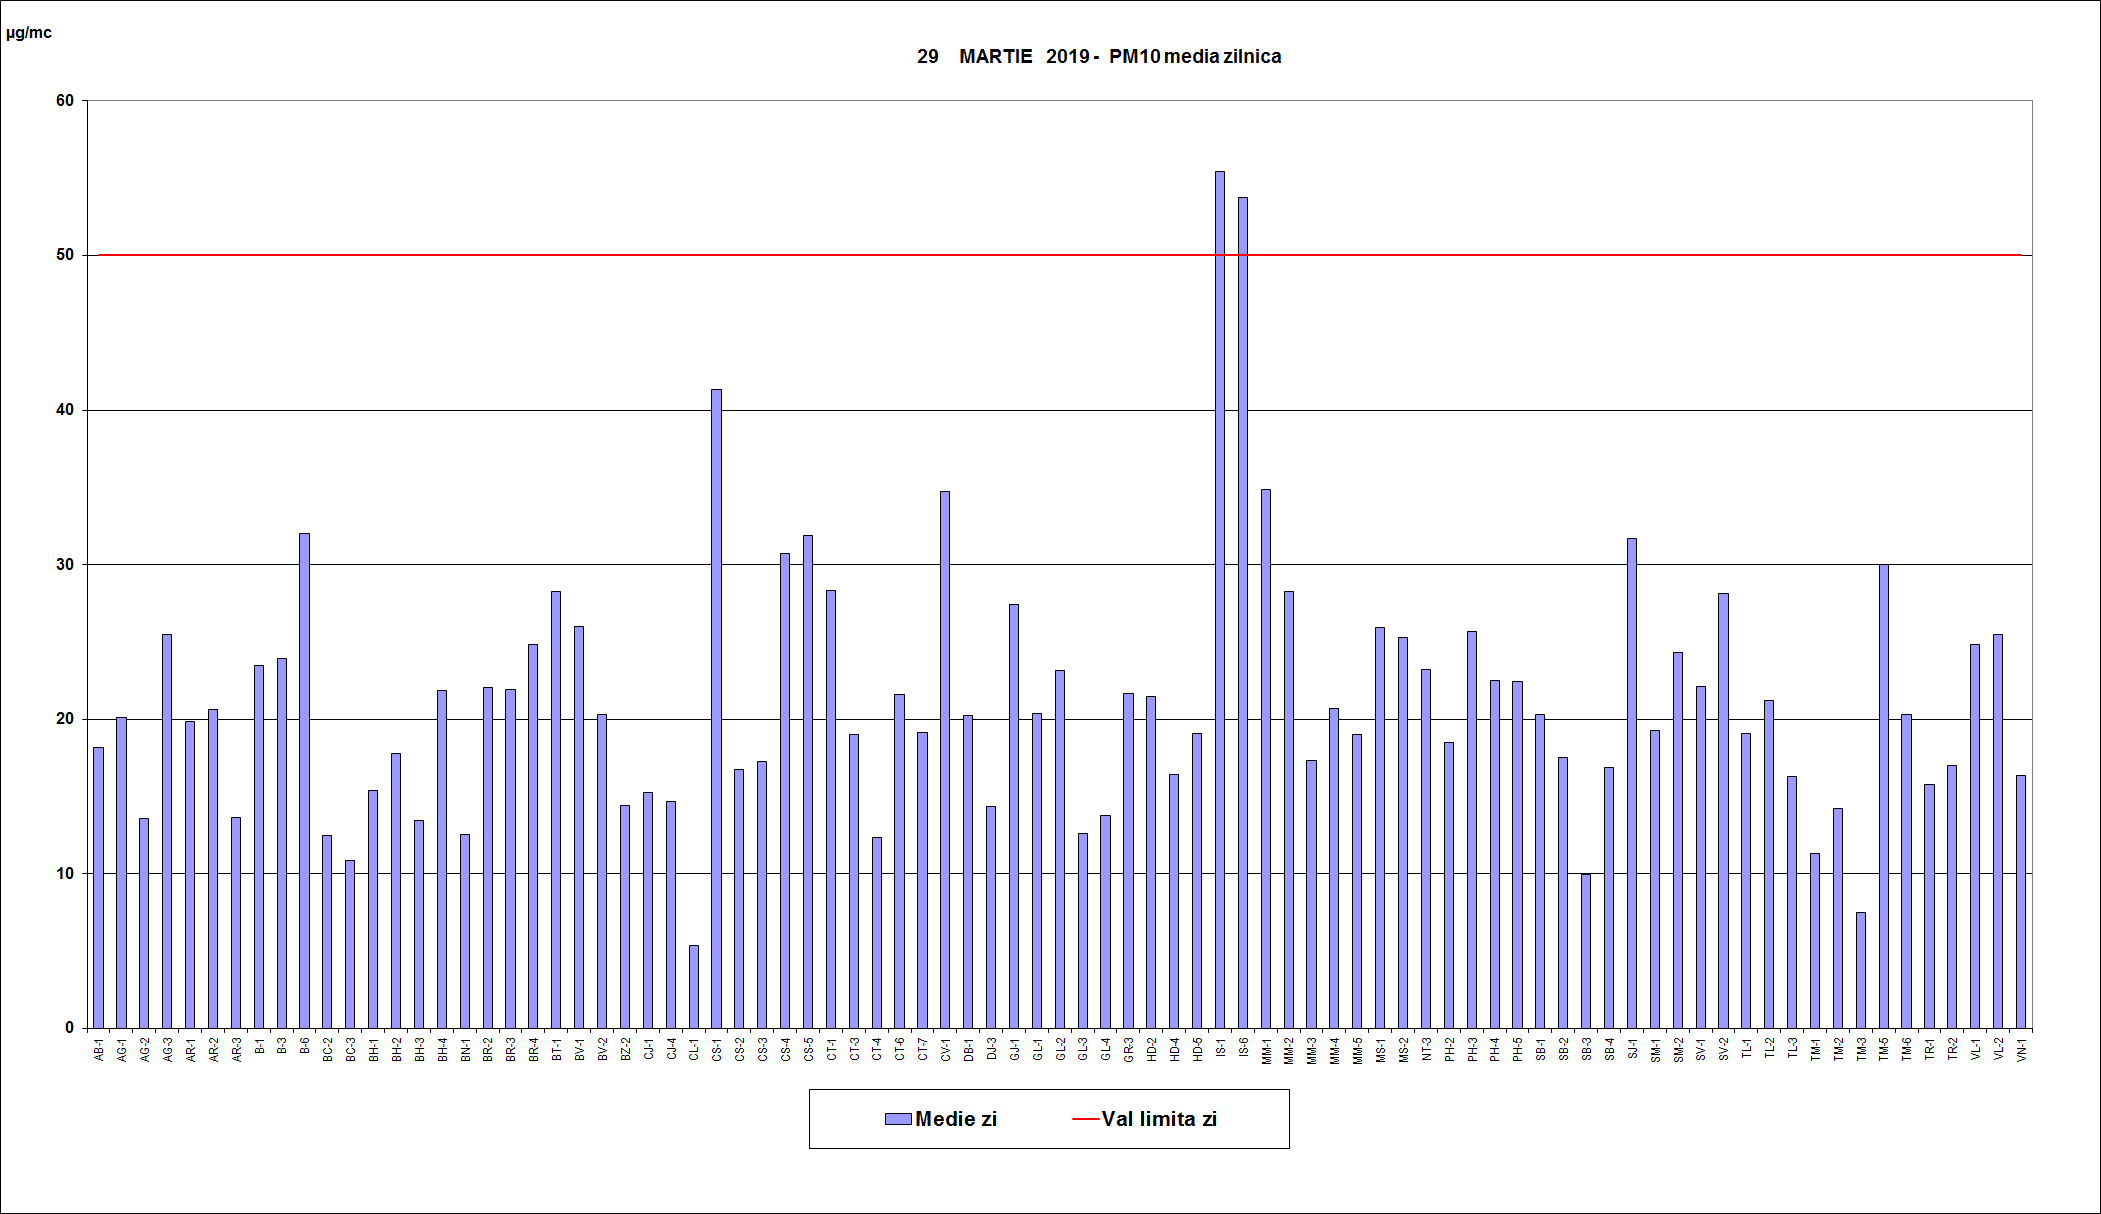 µg/mc
29 MARTIE 2019 - PM10 media zilnica
60
50
40
30
20
10
0
AB-1 AG-1 AG-2 AG-3 AR-1 AR-2 AR-3 B-1 B-3 B-6 BC-2 BC-3 BH-1 BH-2 BH-3 BH-4 BN-1 BR-2 BR-3 BR-4 BT-1 BV-1 BV-2 BZ-2 CJ-1 CJ-4 CL-1 CS-1 CS-2 CS-3 CS-4 CS-5 CT-1 CT-3 CT-4 CT-6 CT-7 CV-1 DB-1 DJ-3 GJ-1 GL-1 GL-2 GL-3 GL-4 GR-3 HD-2 HD-4 HD-5 IS-1 IS-6 MM-1 MM-2 MM-3 MM-4 MM-5 MS-1 MS-2 NT-3 PH-2 PH-3 PH-4 PH-5 SB-1 SB-2 SB-3 SB-4 SJ-1 SM-1 SM-2 SV-1 SV-2 TL-1 TL-2 TL-3 TM-1 TM-2 TM-3 TM-5 TM-6 TR-1 TR-2 VL-1 VL-2 VN-1
Medie zi Val limita zi